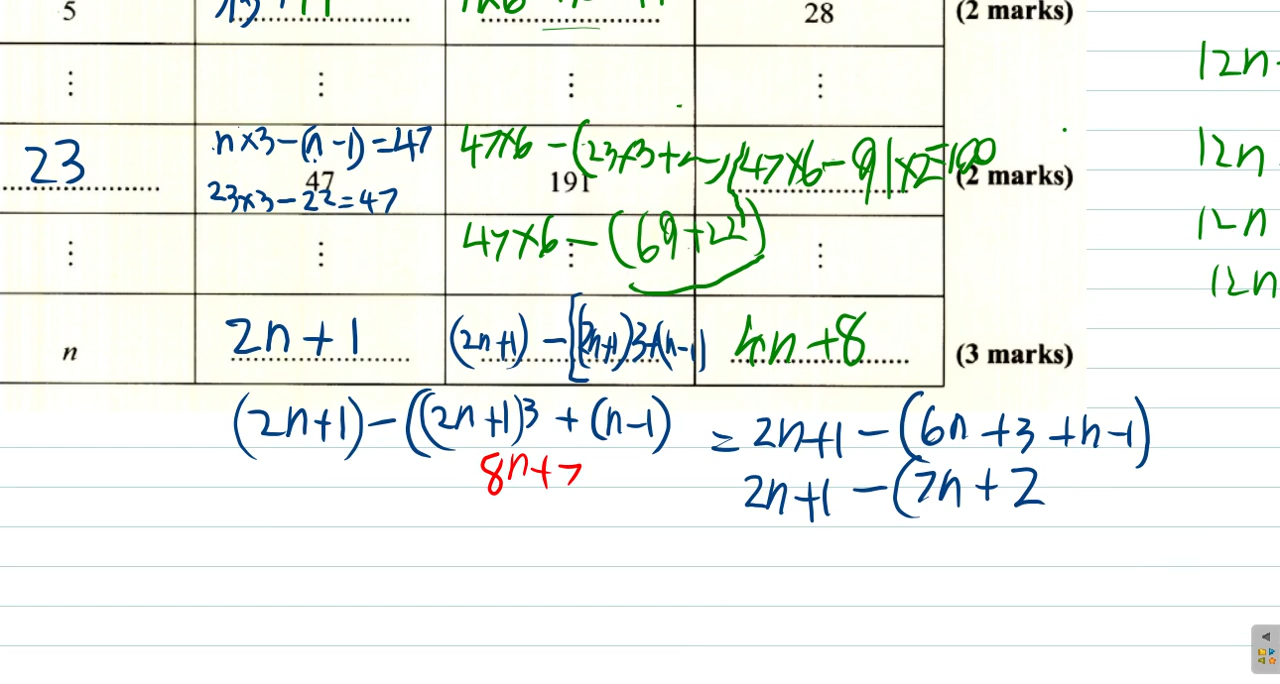 5 28 (2 marks)
12n
n×3-(n-1)=47 47×6-(23×3+ 47×6-91×2=100
23 47 191 (2 marks) 12n
23×3-22=47
47×6-(69+22) 12n
12n
n 2n+1 (2n+1)-[(2n+1)3+(n-1) 4n+8 (3 marks)
(2n+1)-((2n+1)3+(n-1) = 2n+1-(6n+3+n-1)
8n+7 2n+1-(7n+2